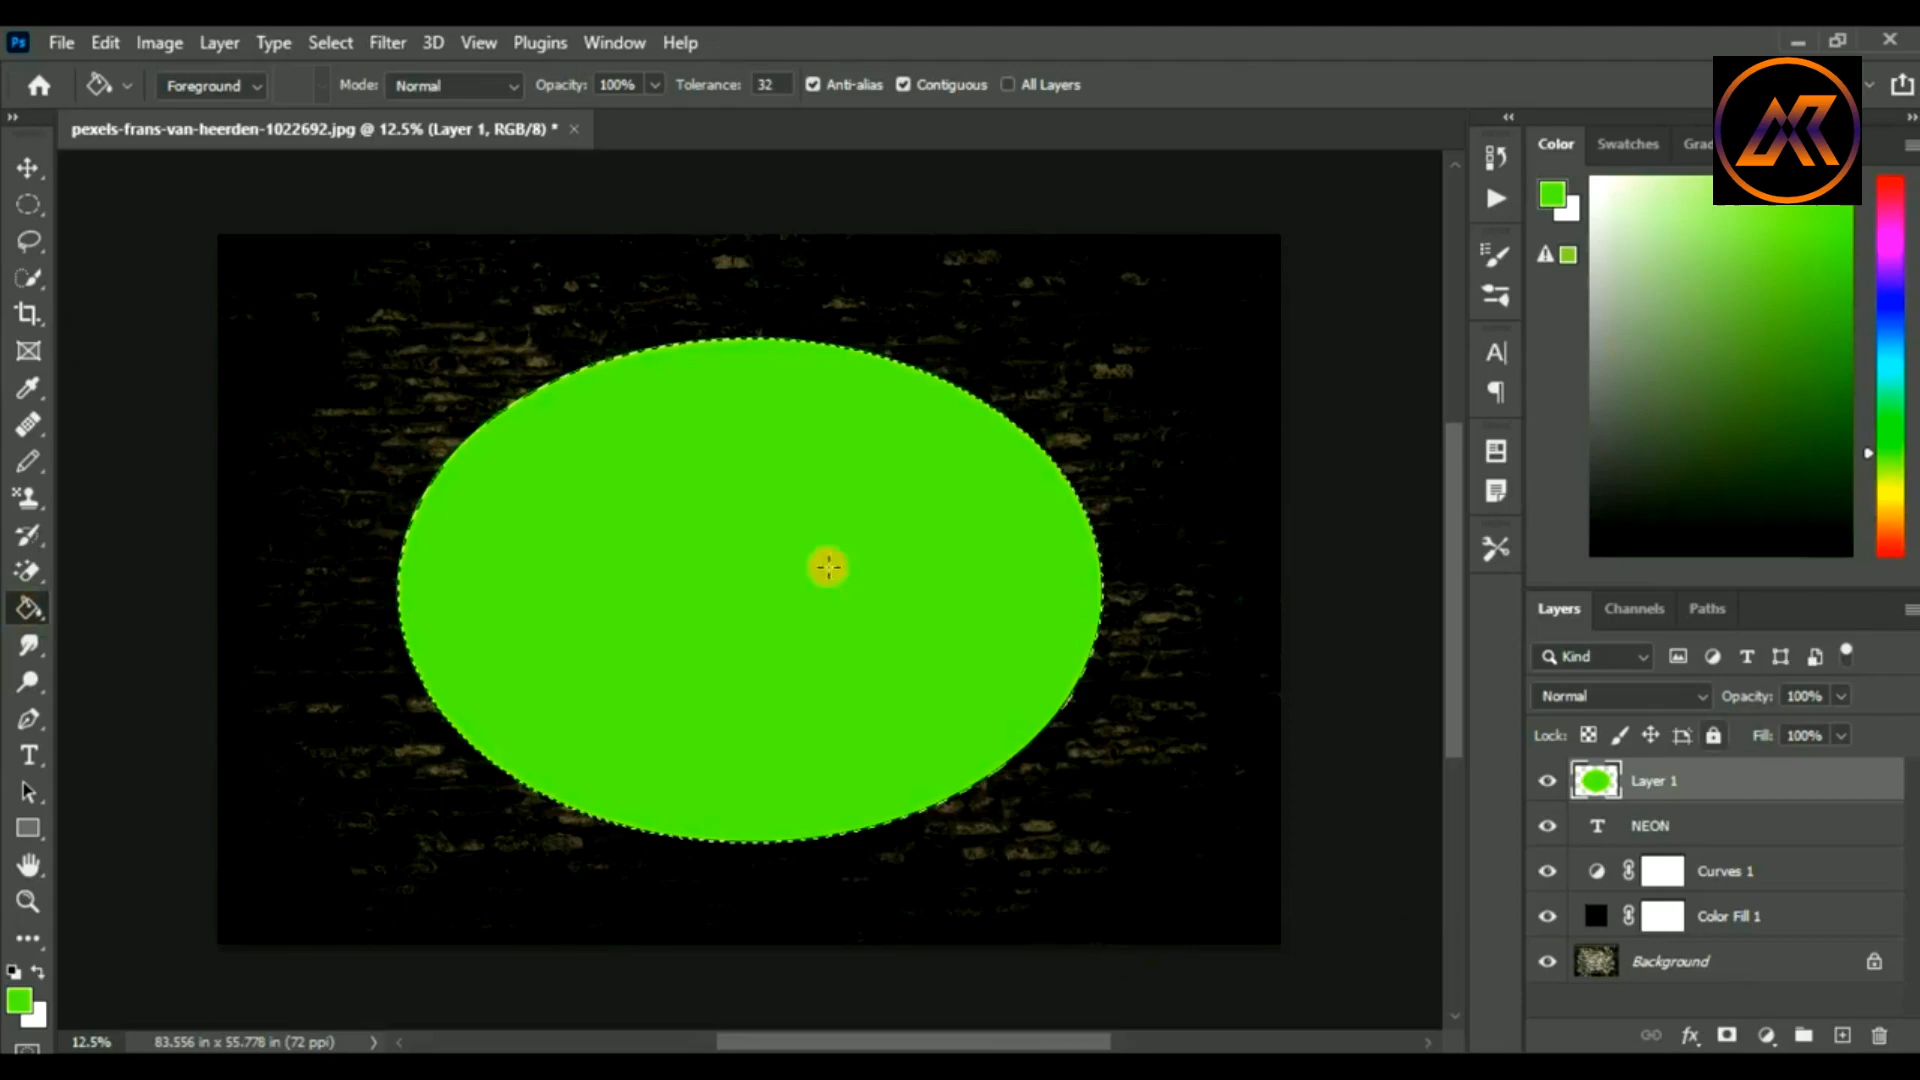 Ps File Edit Image Layer Type Select Filter 3D View Plugins Window Help
Foreground Mode: Normal Opacity: 100% Tolerance: 32 Anti-alias Contiguous All Layers
pexels-frans-van-heerden-1022692.jpg @ 12.5% (Layer 1, RGB/8) *
Color Swatches Grad
Layers Channels Paths
Kind
Normal Opacity: 100%
Lock: Fill: 100%
Layer 1
NEON
Curves 1
Color Fill 1
Background
12.5% 83.556 in x 55.778 in (72 ppi)